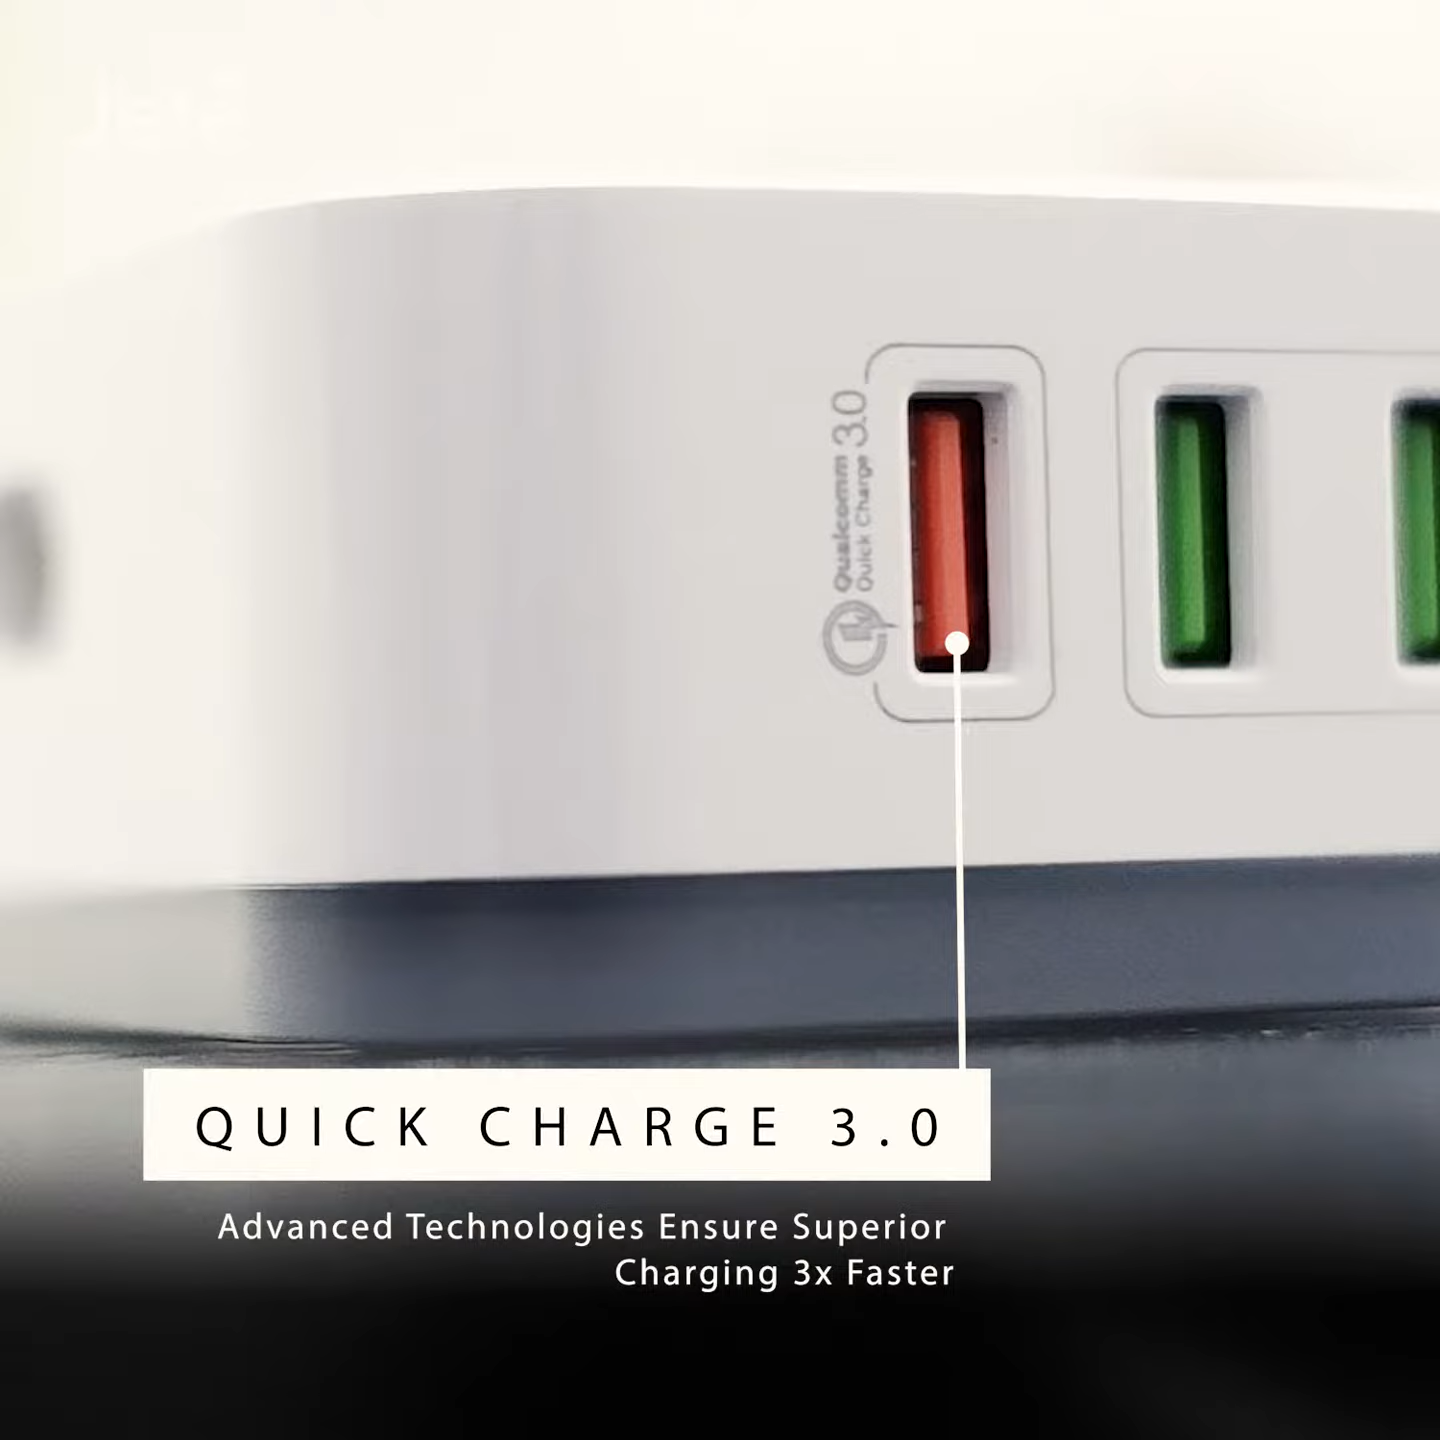 Qualcomm 3.0
Quick Charge
QUICK CHARGE 3.0
Advanced Technologies Ensure Superior
Charging 3x Faster